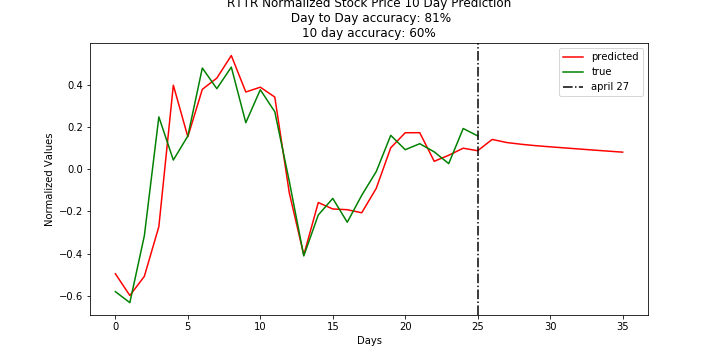 RTTR Normalized Stock Price 10 Day Prediction
Day to Day accuracy: 81%
10 day accuracy: 60%
predicted
true
april 27
0.4
0.2
0.0
−0.2
−0.4
−0.6
Normalized Values
0 5 10 15 20 25 30 35
Days